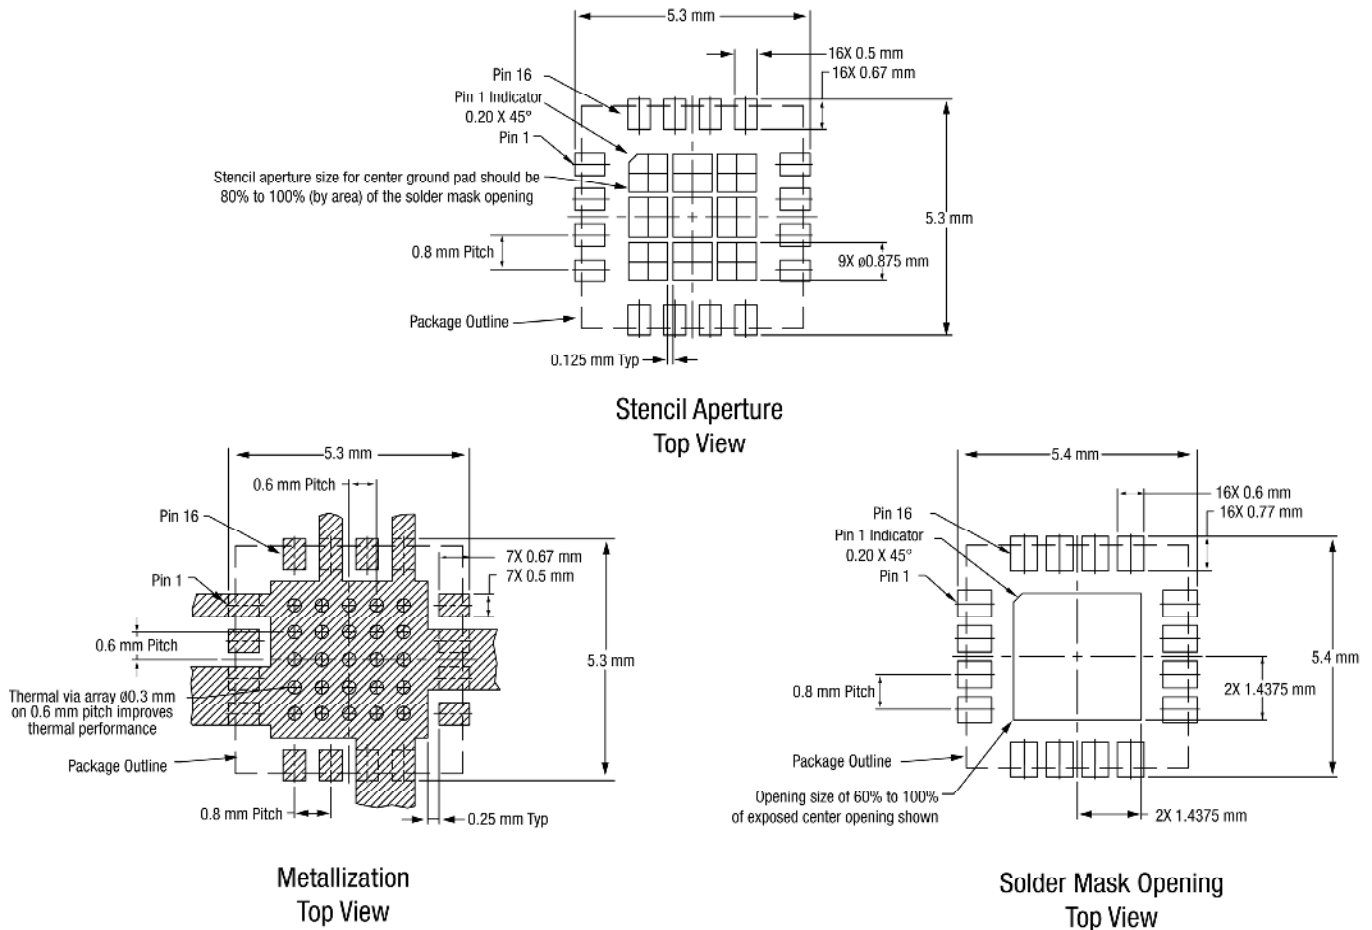 5.3 mm
16X 0.5 mm
16X 0.67 mm
Pin 16
Pin 1 Indicator
0.20 X 45°
Pin 1
Stencil aperture size for center ground pad should be
80% to 100% (by area) of the solder mask opening
5.3 mm
0.8 mm Pitch
9X ø0.875 mm
Package Outline
0.125 mm Typ
Stencil Aperture
Top View
5.3 mm
0.6 mm Pitch
Pin 16
7X 0.67 mm
7X 0.5 mm
Pin 1
0.6 mm Pitch
5.3 mm
Thermal via array ø0.3 mm
on 0.6 mm pitch improves
thermal performance
Package Outline
0.8 mm Pitch
0.25 mm Typ
Metallization
Top View
5.4 mm
16X 0.6 mm
16X 0.77 mm
Pin 16
Pin 1 Indicator
0.20 X 45°
Pin 1
5.4 mm
0.8 mm Pitch
2X 1.4375 mm
Package Outline
Opening size of 60% to 100%
of exposed center opening shown
2X 1.4375 mm
Solder Mask Opening
Top View